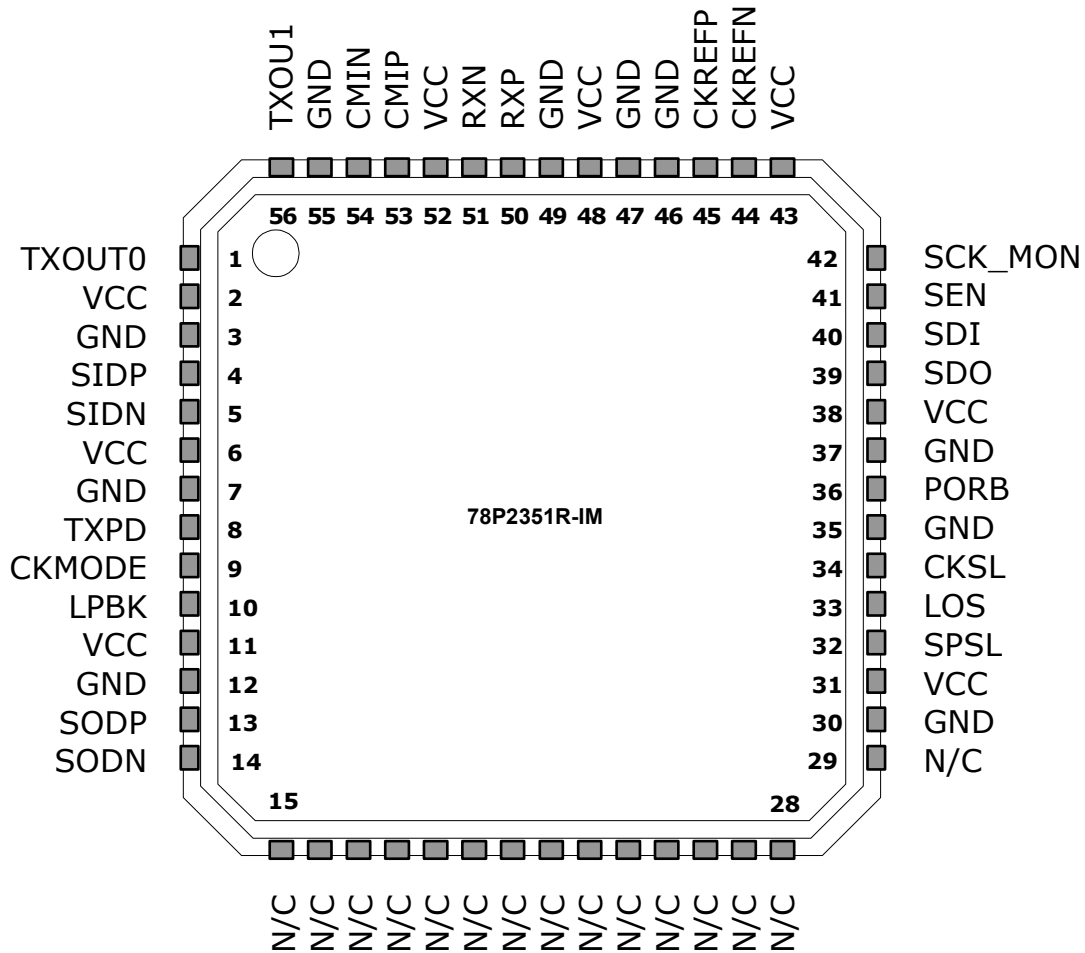 TXOU1
GND
CMIN
CMIP
VCC
RXN
RXP
GND
VCC
GND
GND
CKREFP
CKREFN
VCC
56 55 54 53 52 51 50 49 48 47 46 45 44 43
TXOUT0 1
VCC 2
GND 3
SIDP 4
SIDN 5
VCC 6
GND 7
TXPD 8
CKMODE 9
LPBK 10
VCC 11
GND 12
SODP 13
SODN 14
78P2351R-IM
42 SCK_MON
41 SEN
40 SDI
39 SDO
38 VCC
37 GND
36 PORB
35 GND
34 CKSL
33 LOS
32 SPSL
31 VCC
30 GND
29 N/C
15 28
N/C
N/C
N/C
N/C
N/C
N/C
N/C
N/C
N/C
N/C
N/C
N/C
N/C
N/C